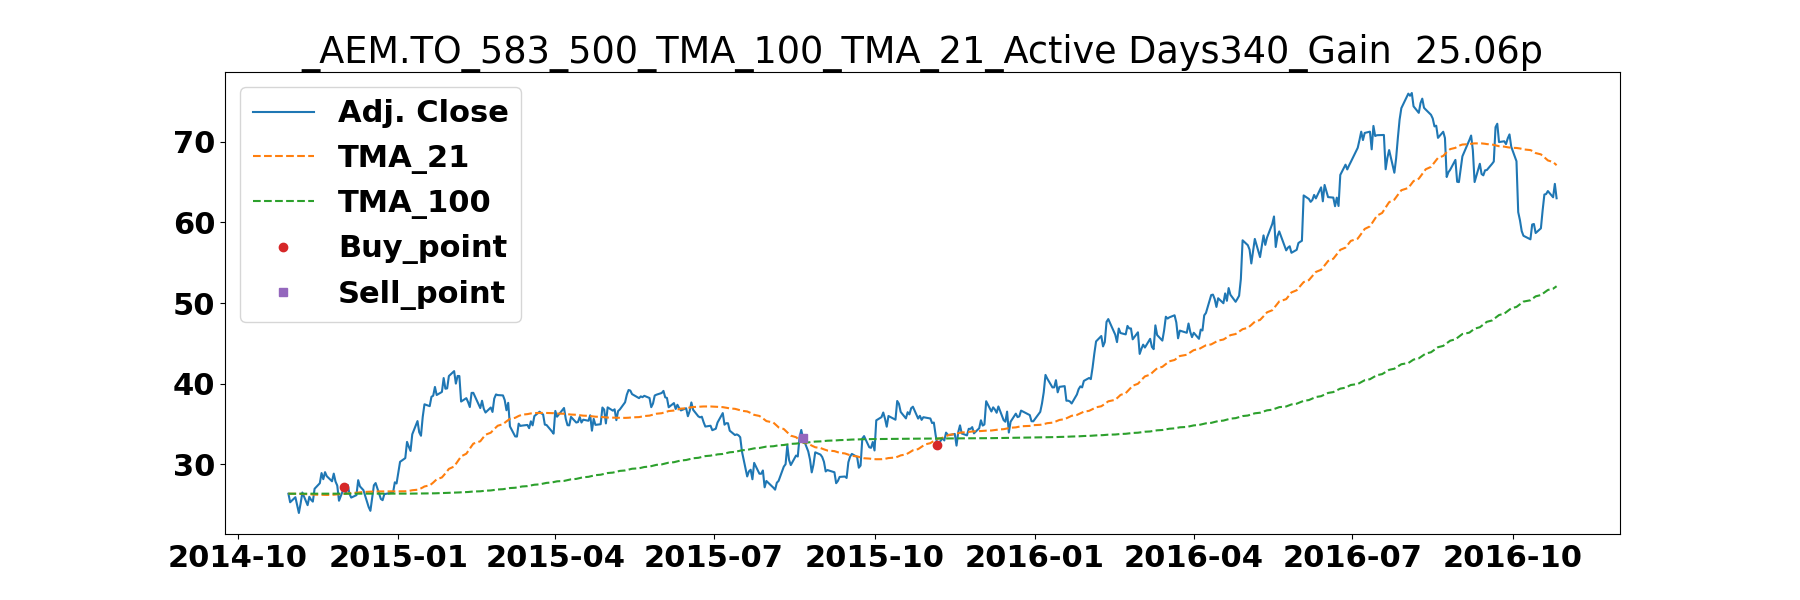 _AEM.TO_583_500_TMA_100_TMA_21_Active Days340_Gain  25.06p
Adj. Close
TMA_21
TMA_100
Buy_point
Sell_point
70
60
50
40
30
2014-10 2015-01 2015-04 2015-07 2015-10 2016-01 2016-04 2016-07 2016-10